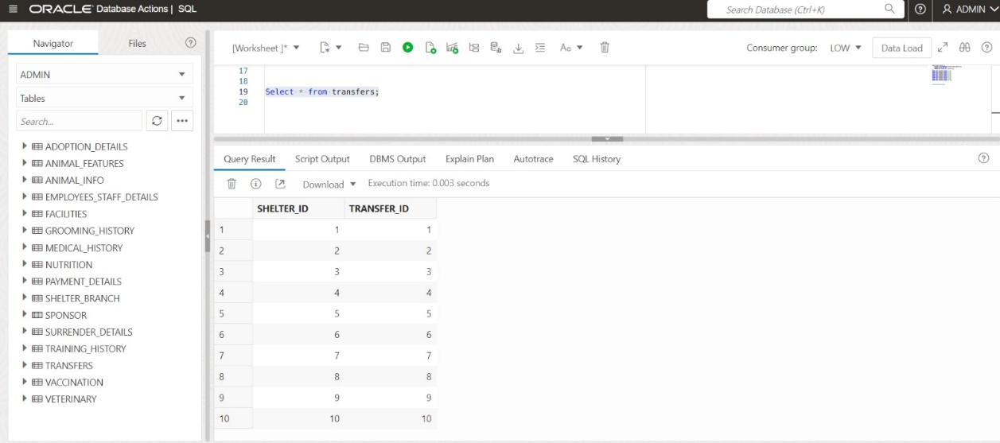 ORACLE Database Actions | SQL
Search Database (Ctrl+K)
ADMIN
Navigator
Files
ADMIN
Tables
Search...
ADOPTION_DETAILS
ANIMAL_FEATURES
ANIMAL_INFO
EMPLOYEES_STAFF_DETAILS
FACILITIES
GROOMING_HISTORY
MEDICAL_HISTORY
NUTRITION
PAYMENT_DETAILS
SHELTER_BRANCH
SPONSOR
SURRENDER_DETAILS
TRAINING_HISTORY
TRANSFERS
VACCINATION
VETERINARY
[Worksheet ]*
Aa
Consumer group: LOW
Data Load
17
18
19 Select * from transfers;
20
Query Result Script Output DBMS Output Explain Plan Autotrace SQL History
Download Execution time: 0.003 seconds
SHELTER_ID TRANSFER_ID
1 1 1
2 2 2
3 3 3
4 4 4
5 5 5
6 6 6
7 7 7
8 8 8
9 9 9
10 10 10